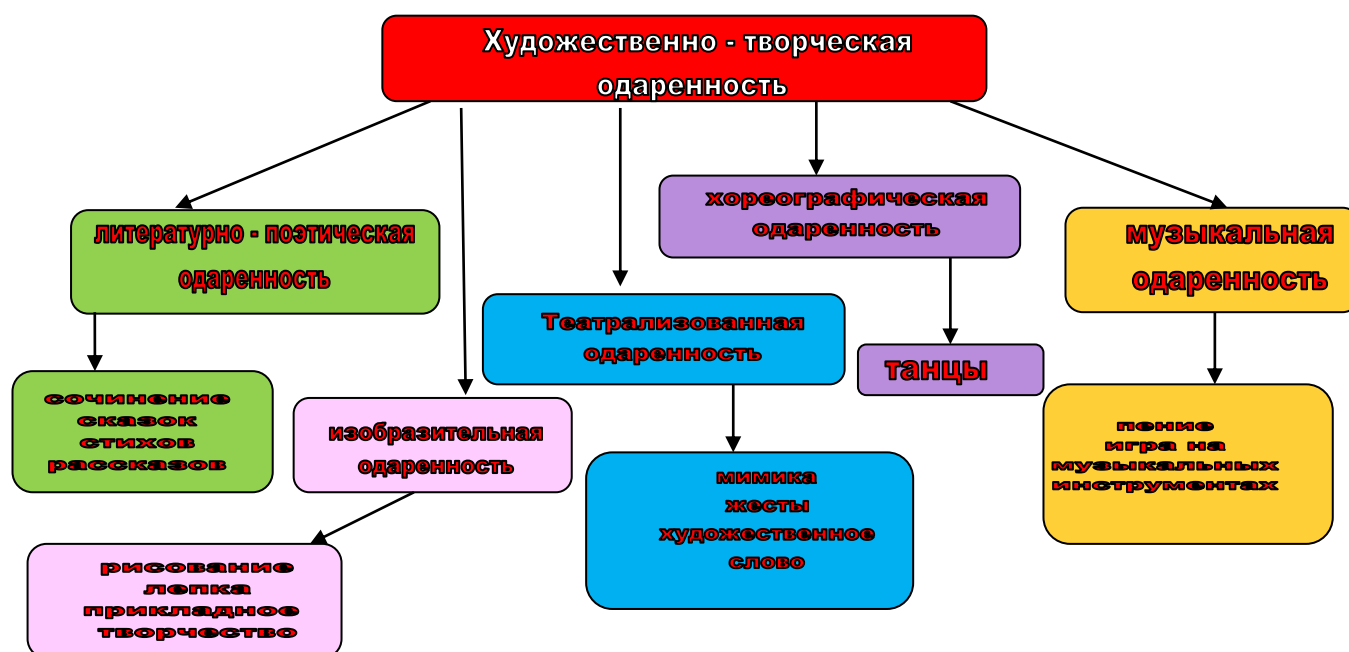 Художественно - творческая
одаренность
литературно - поэтическая
одаренность
сочинение
сказок
стихов
рассказов
изобразительная
одаренность
рисование
лепка
прикладное
творчество
Театрализованная
одаренность
мимика
жесты
художественное
слово
хореографическая
одаренность
танцы
музыкальная
одаренность
пение
игра на
музыкальных
инструментах